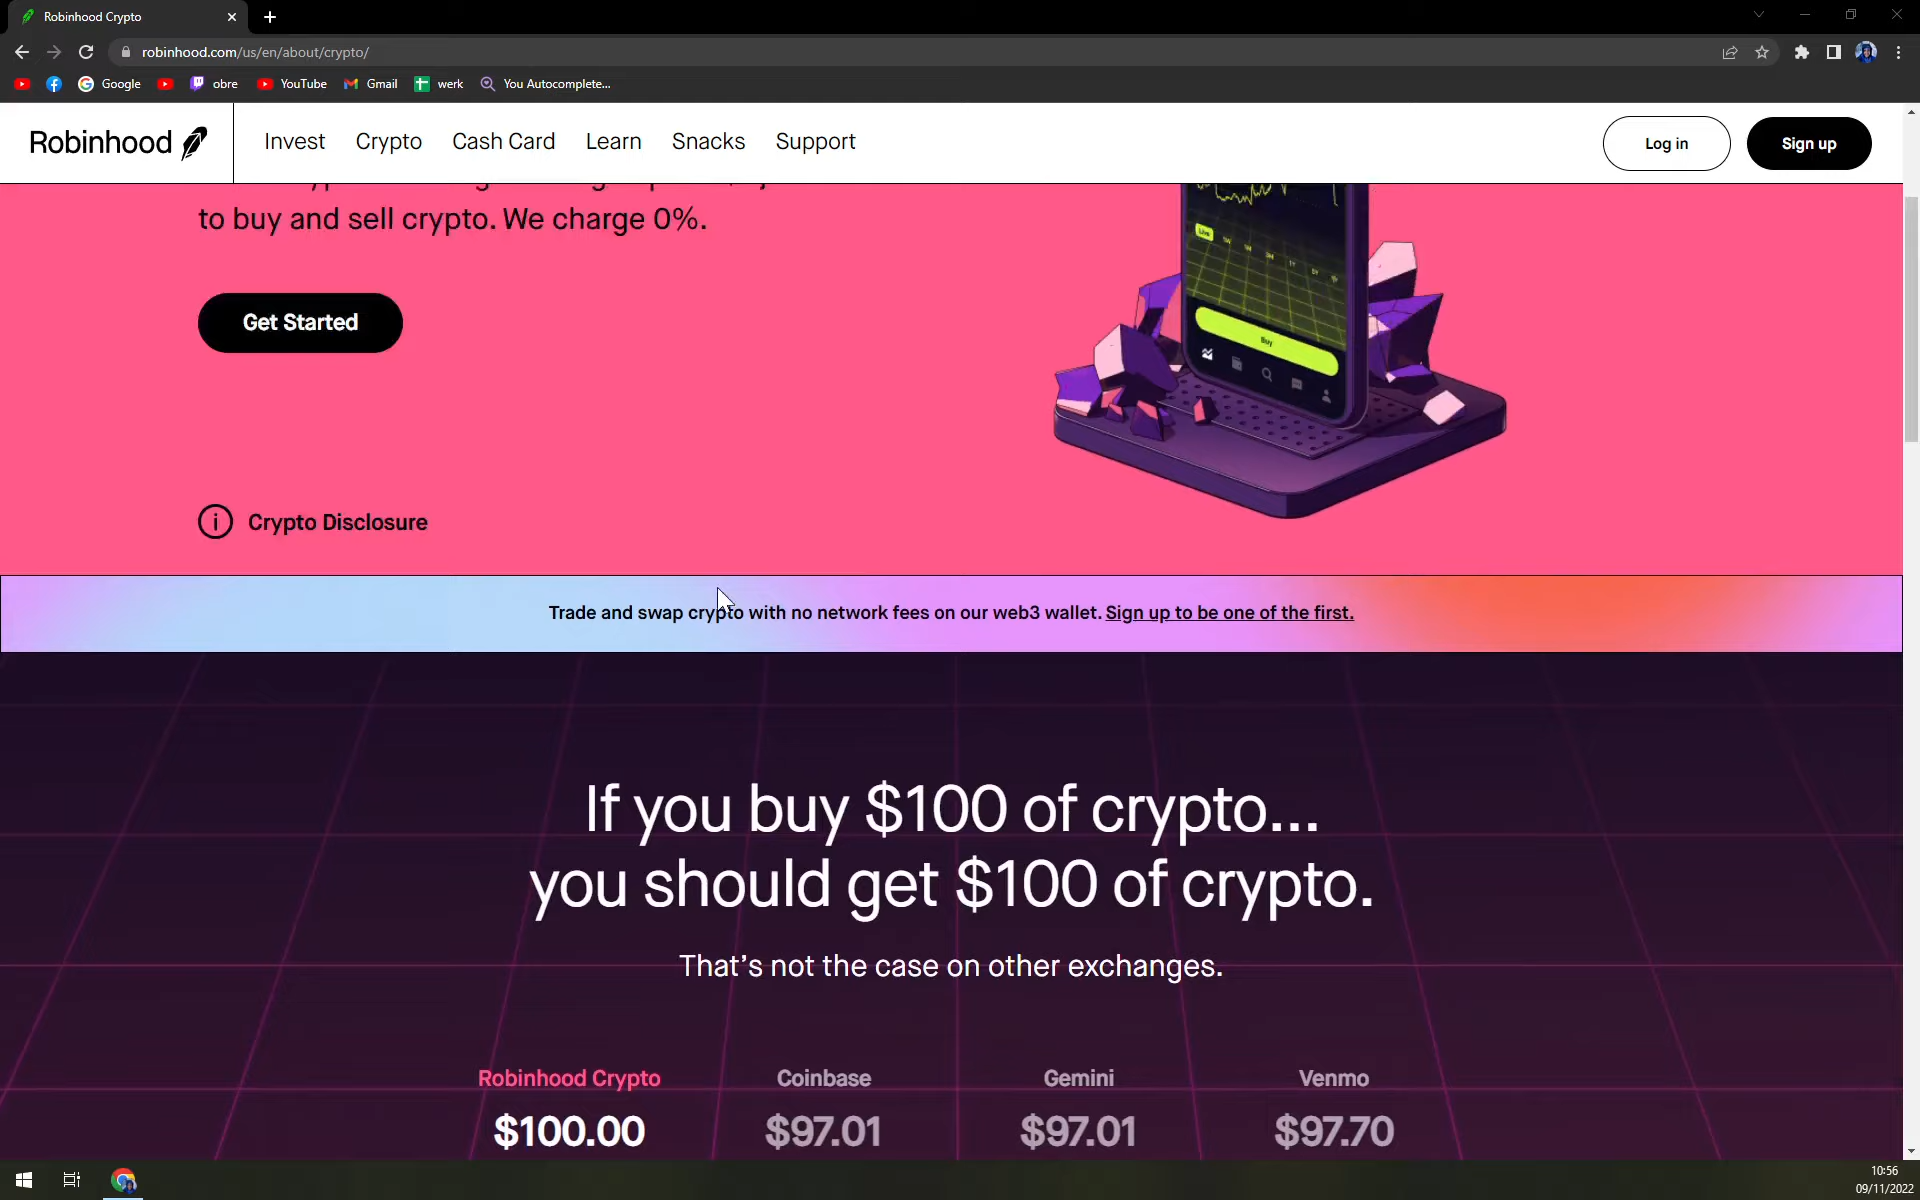 Robinhood Crypto
robinhood.com/us/en/about/crypto/
Google
obre
YouTube
Gmail
werk
You Autocomplete...
Robinhood
Invest
Crypto
Cash Card
Learn
Snacks
Support
Log in
Sign up
to buy and sell crypto. We charge 0%.
Live
Buy
Get Started
Crypto Disclosure
Trade and swap crypto with no network fees on our web3 wallet. Sign up to be one of the first.
If you buy $100 of crypto...
you should get $100 of crypto.
That's not the case on other exchanges.
Robinhood Crypto
Coinbase
Gemini
Venmo
$100.00
$97.01
$97.01
$97.70
10:56
09/11/2022